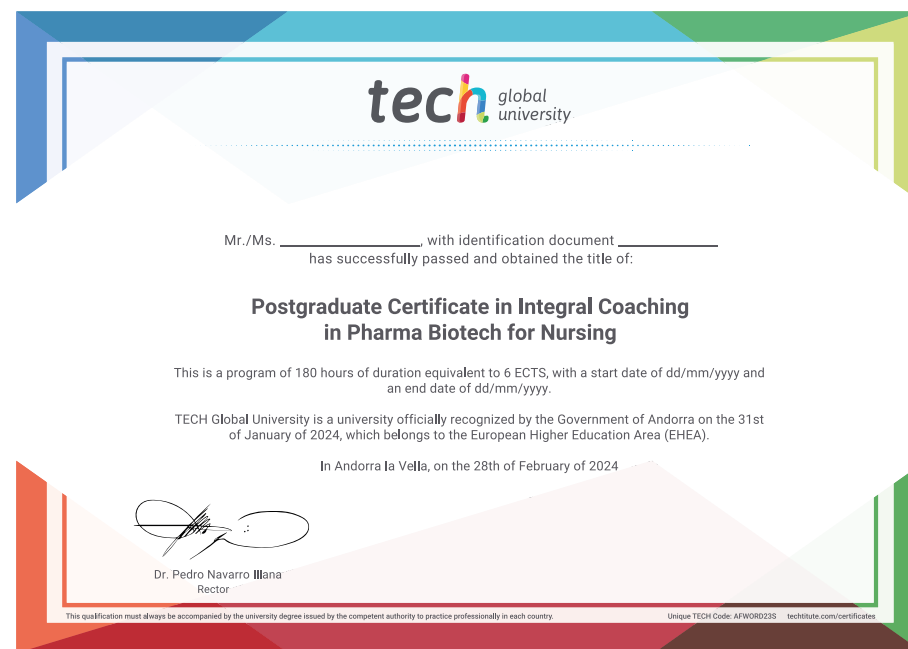 tech global university
Mr./Ms. ____________, with identification document ____________
has successfully passed and obtained the title of:
Postgraduate Certificate in Integral Coaching
in Pharma Biotech for Nursing
This is a program of 180 hours of duration equivalent to 6 ECTS, with a start date of dd/mm/yyyy and
an end date of dd/mm/yyyy.
TECH Global University is a university officially recognized by the Government of Andorra on the 31st
of January of 2024, which belongs to the European Higher Education Area (EHEA).
In Andorra la Vella, on the 28th of February of 2024
Dr. Pedro Navarro Illana
Rector
This qualification must always be accompanied by the university degree issued by the competent authority to practice professionally in each country.
Unique TECH Code: AFWORD23S techtitute.com/certificates